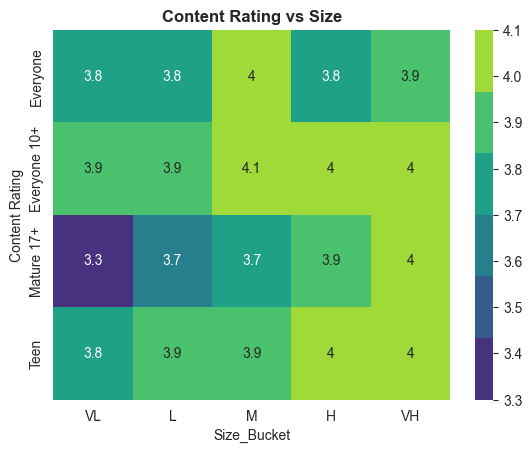 Content Rating vs Size
Content Rating
Everyone
3.8 3.8 4 3.8 3.9
Everyone 10+
3.9 3.9 4.1 4 4
Mature 17+
3.3 3.7 3.7 3.9 4
Teen
3.8 3.9 3.9 4 4
VL L M H VH
Size_Bucket
4.1
4.0
3.9
3.8
3.7
3.6
3.5
3.4
3.3